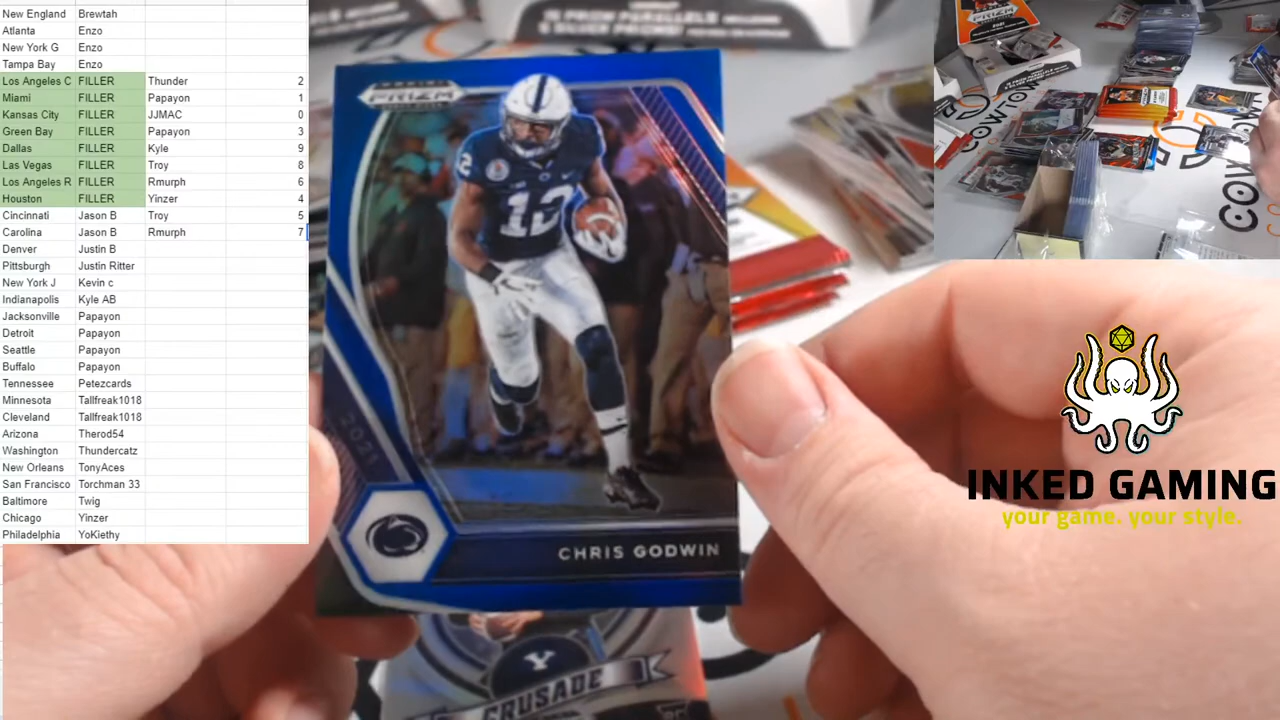 New England Brewtah
Atlanta Enzo
New York G Enzo
Tampa Bay Enzo
Los Angeles C FILLER Thunder 2
Miami FILLER Papayon 1
Kansas City FILLER JJMAC 0
Green Bay FILLER Papayon 3
Dallas FILLER Kyle 9
Las Vegas FILLER Troy 8
Los Angeles R FILLER Rmurph 6
Houston FILLER Yinzer 4
Cincinnati Jason B Troy 5
Carolina Jason B Rmurph 7
Denver Justin B
Pittsburgh Justin Ritter
New York J Kevin c
Indianapolis Kyle AB
Jacksonville Papayon
Detroit Papayon
Seattle Papayon
Buffalo Papayon
Tennessee Petezcards
Minnesota Tallfreak1018
Cleveland Tallfreak1018
Arizona Therod54
Washington Thundercatz
New Orleans TonyAces
San Francisco Torchman 33
Baltimore Twig
Chicago Yinzer
Philadelphia YoKiethy
PRIZM
12
12
2021
CHRIS GODWIN
Y
CRUSADE
COWTOW
INKED GAMING
your game. your style.